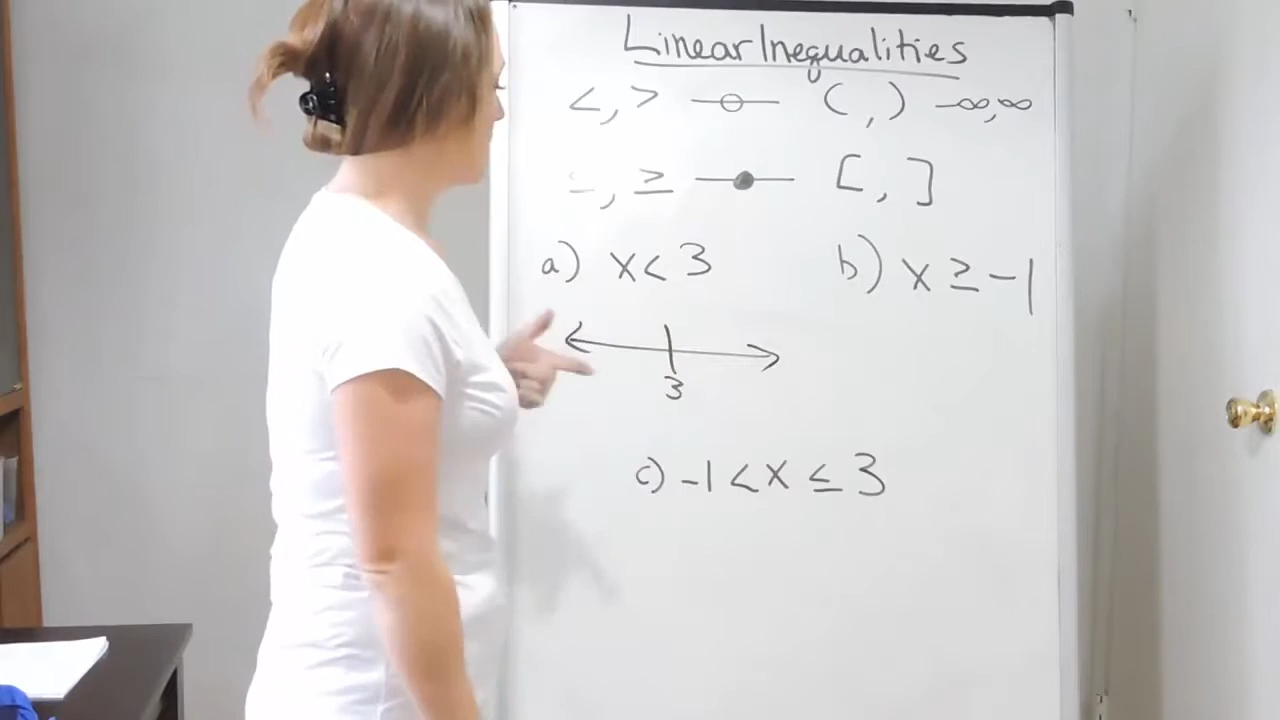 Linear Inequalities
<, > ( , ) -∞,∞
≤, ≥ [ , ]
a) x < 3 b) x ≥ -1
3
c) -1 < x ≤ 3